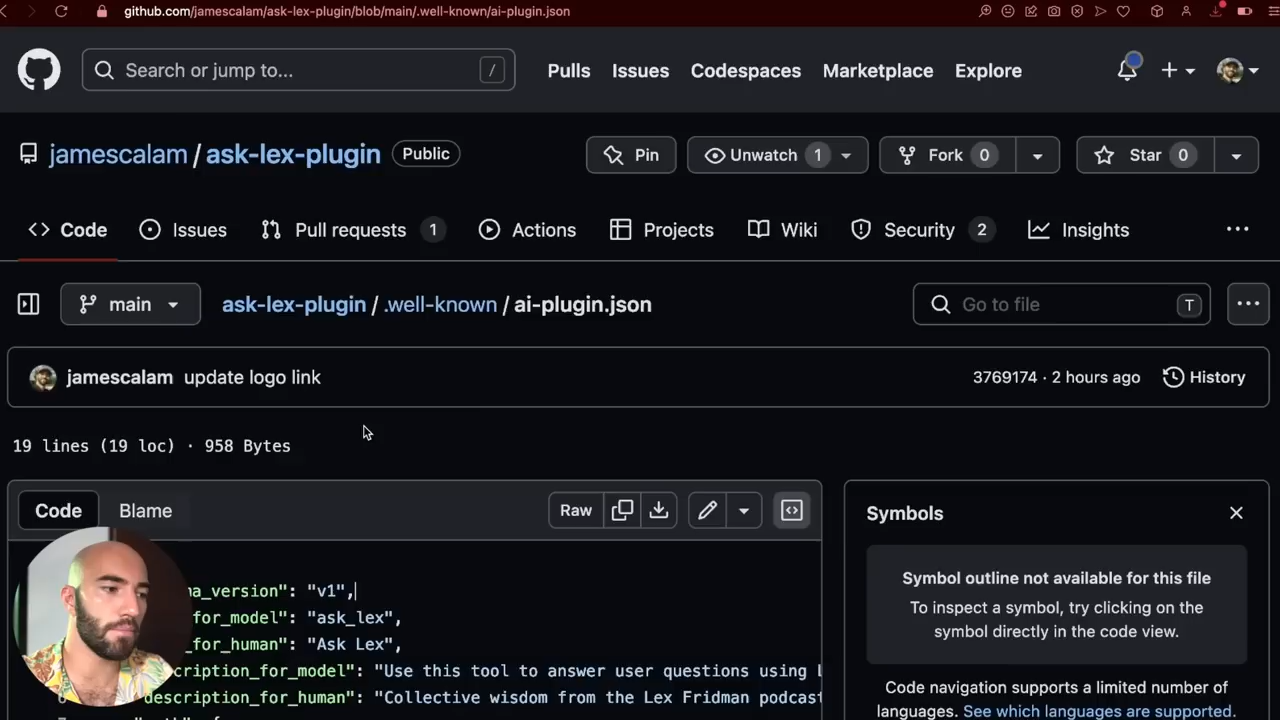 github.com/jamescalam/ask-lex-plugin/blob/main/.well-known/ai-plugin.json
Search or jump to... /
Pulls Issues Codespaces Marketplace Explore
jamescalam / ask-lex-plugin Public
Pin Unwatch 1 Fork 0 Star 0
Code Issues Pull requests 1 Actions Projects Wiki Security 2 Insights
main ask-lex-plugin / .well-known / ai-plugin.json Go to file T
jamescalam update logo link 3769174 · 2 hours ago History
19 lines (19 loc) · 958 Bytes
Code Blame Raw
Symbols
Symbol outline not available for this file
To inspect a symbol, try clicking on the
symbol directly in the code view.
Code navigation supports a limited number of
languages. See which languages are supported.
ma_version": "v1",
for_model": "ask_lex",
for_human": "Ask Lex",
scription_for_model": "Use this tool to answer user questions using
description_for_human": "Collective wisdom from the Lex Fridman podcast